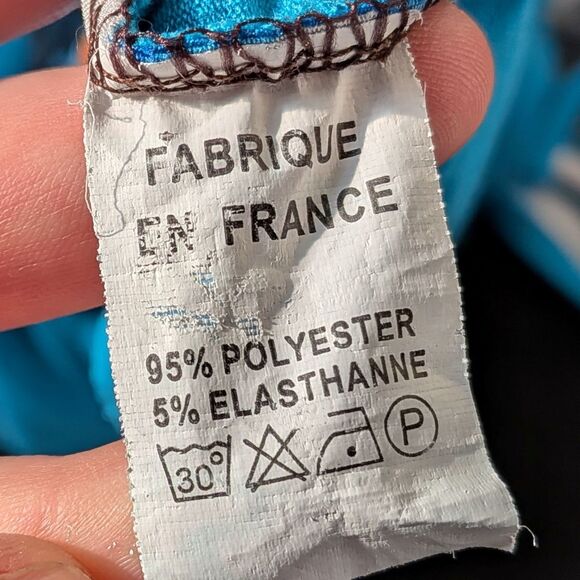 FABRIQUE
EN FRANCE
95% POLYESTER
5% ELASTHANNE
30° P